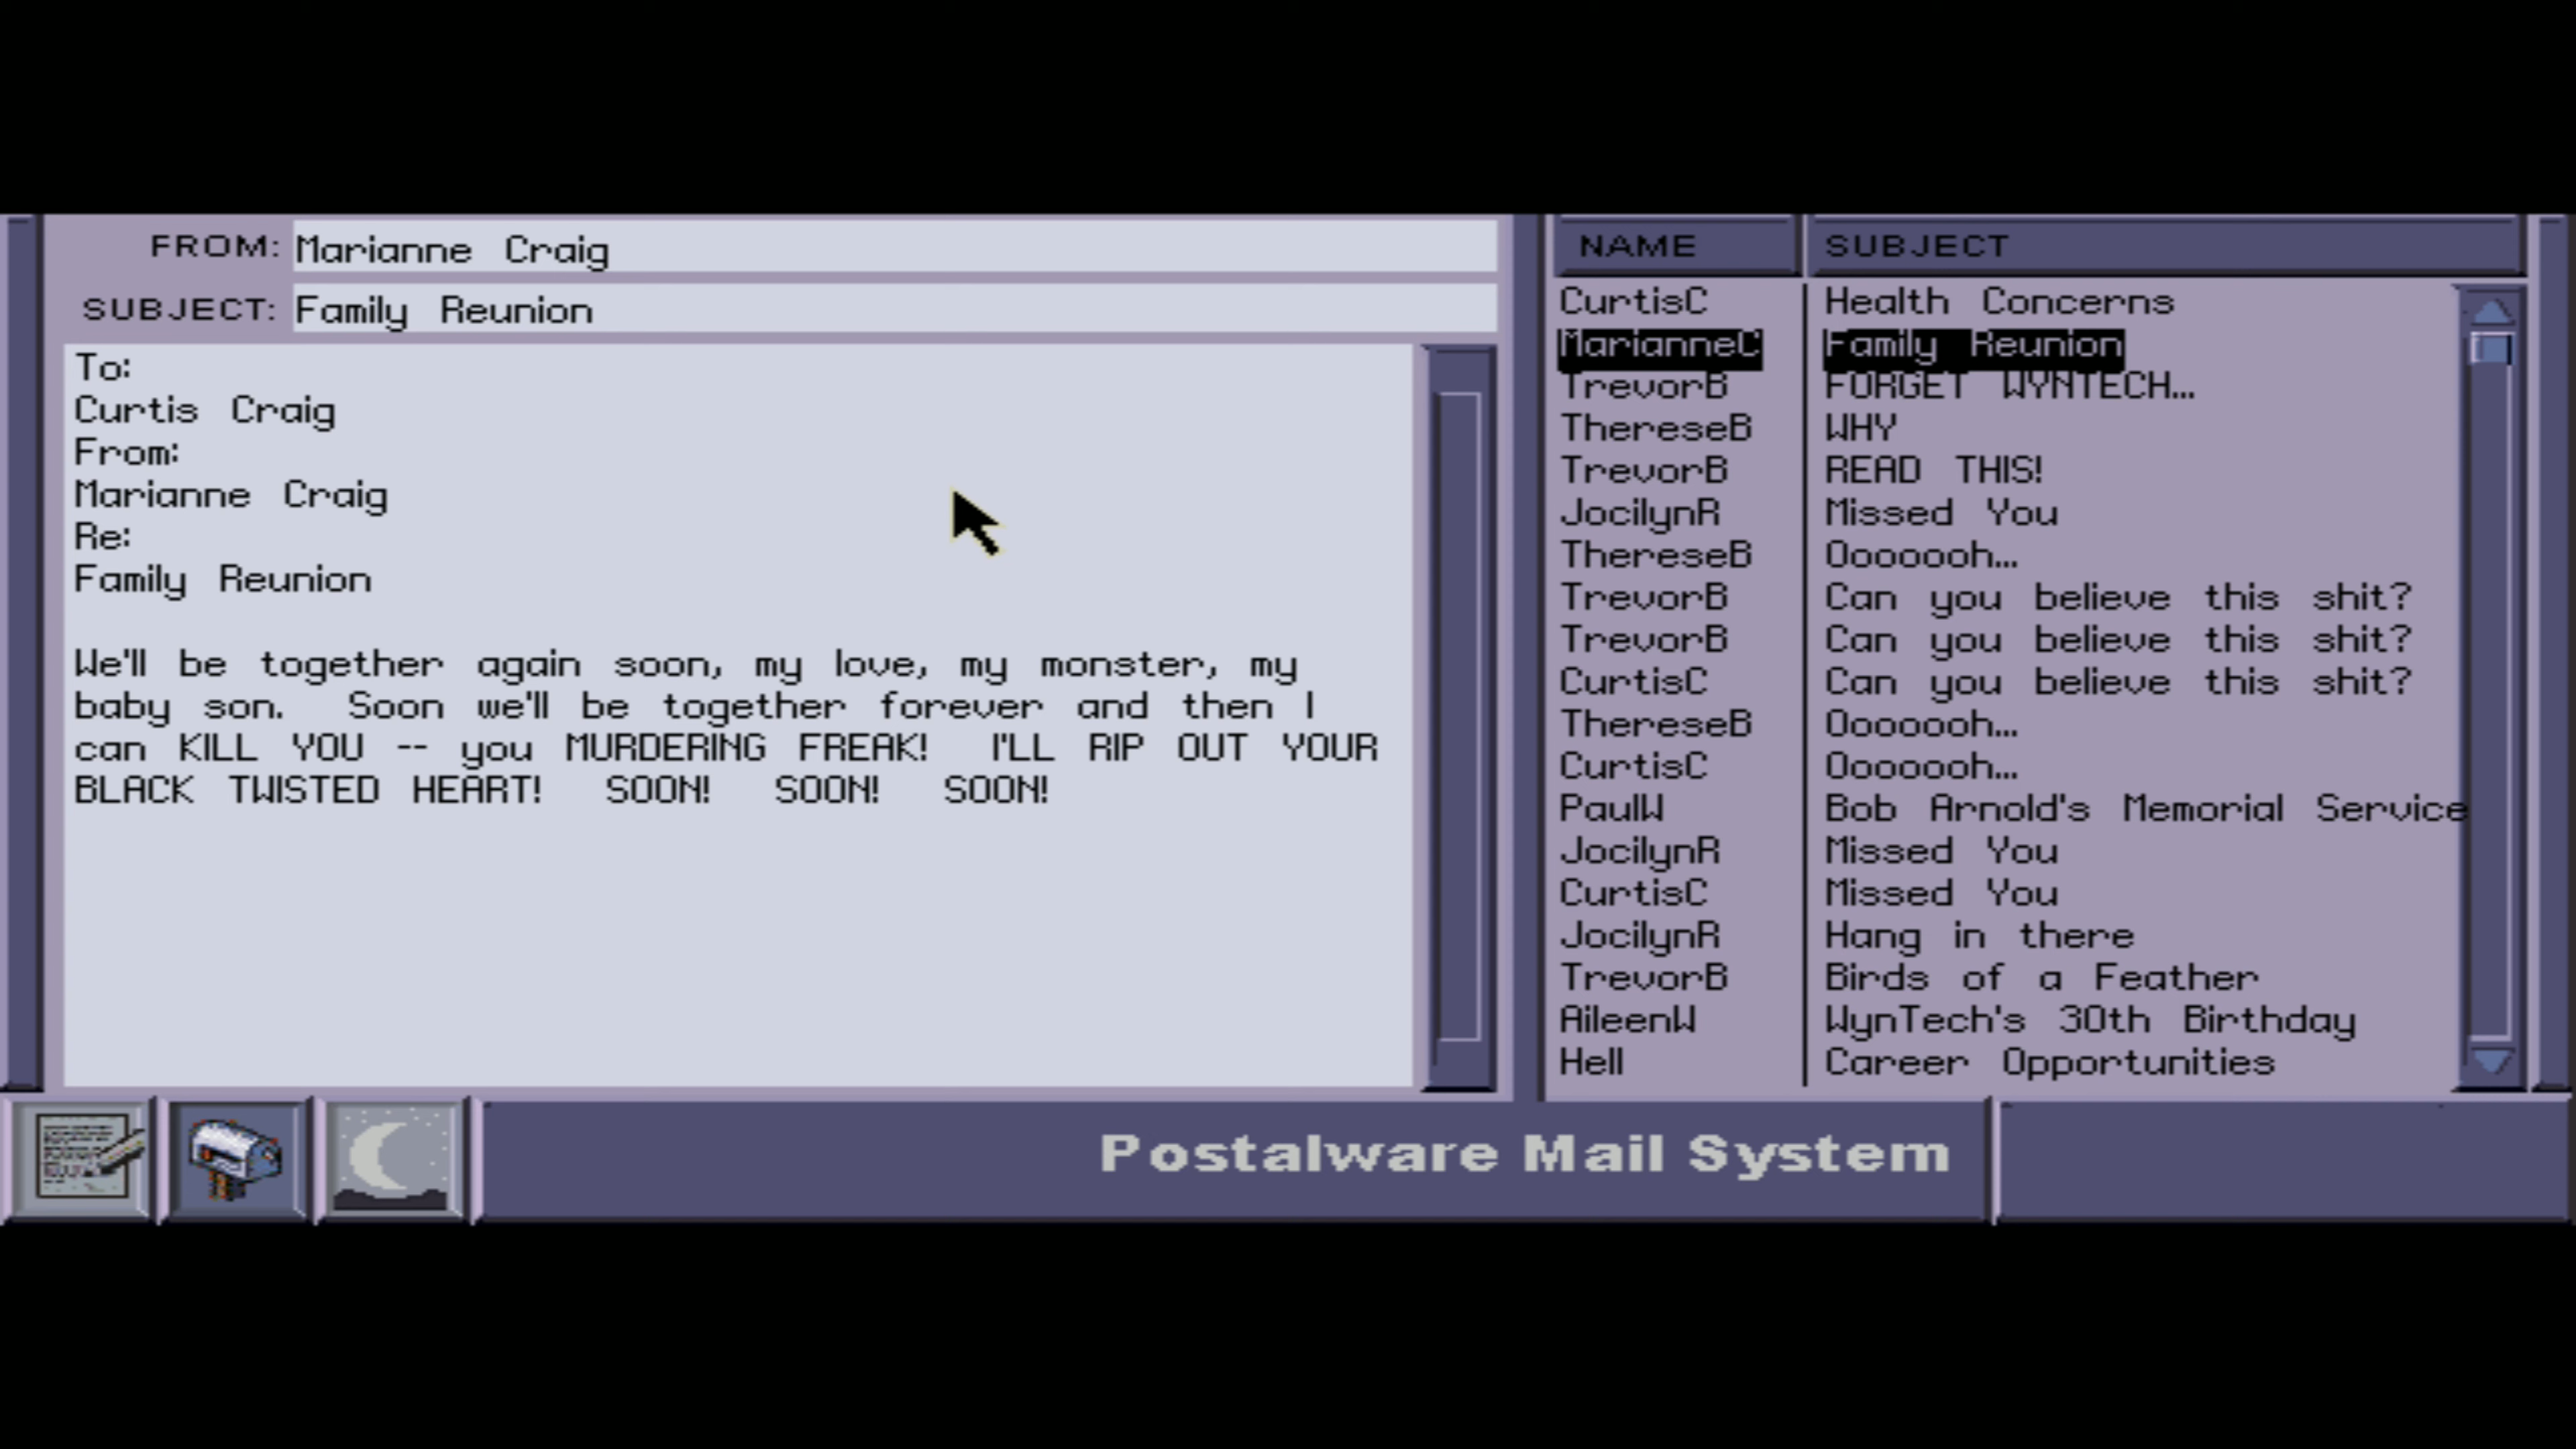 FROM: Marianne Craig
SUBJECT: Family Reunion
To:
Curtis Craig
From:
Marianne Craig
Re:
Family Reunion
We'll be together again soon, my love, my monster, my
baby son. Soon we'll be together forever and then I
can KILL YOU -- you MURDERING FREAK! I'LL RIP OUT YOUR
BLACK TWISTED HEART! SOON! SOON! SOON!
NAME SUBJECT
CurtisC Health Concerns
MarianneC Family Reunion
TrevorB FORGET WYNTECH...
ThereseB WHY
TrevorB READ THIS!
JocilynR Missed You
ThereseB Ooooooh...
TrevorB Can you believe this shit?
TrevorB Can you believe this shit?
CurtisC Can you believe this shit?
ThereseB Ooooooh...
CurtisC Ooooooh...
PaulW Bob Arnold's Memorial Service
JocilynR Missed You
CurtisC Missed You
JocilynR Hang in there
TrevorB Birds of a Feather
AileenW WynTech's 30th Birthday
Hell Career Opportunities
Postalware Mail System